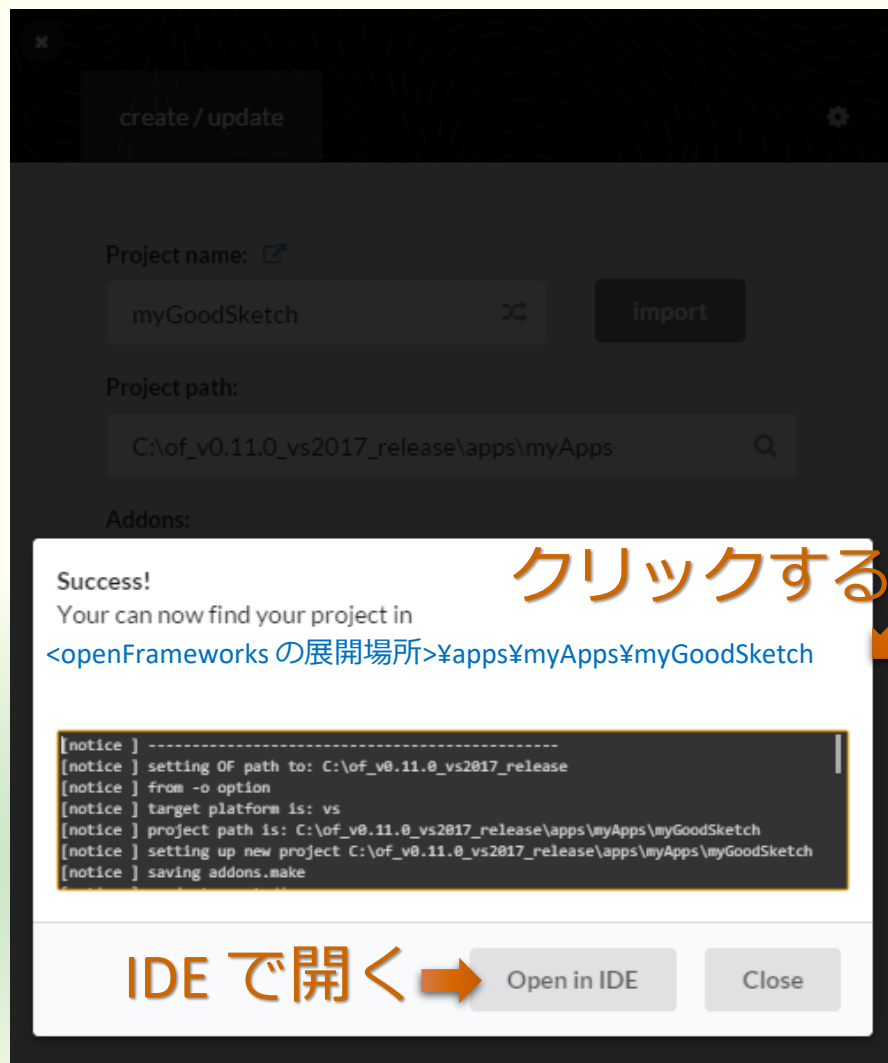 create / update
Project name:
myGoodSketch
import
Project path:
C:\of_v0.11.0_vs2017_release\apps\myApps
Addons:
クリックする
Success!
Your can now find your project in
<openFrameworks の展開場所>¥apps¥myApps¥myGoodSketch
[notice ] -----------------------------------------------
[notice ] setting OF path to: C:\of_v0.11.0_vs2017_release
[notice ] from -o option
[notice ] target platform is: vs
[notice ] project path is: C:\of_v0.11.0_vs2017_release\apps\myApps\myGoodSketch
[notice ] setting up new project C:\of_v0.11.0_vs2017_release\apps\myApps\myGoodSketch
[notice ] saving addons.make
IDE で開く
Open in IDE
Close